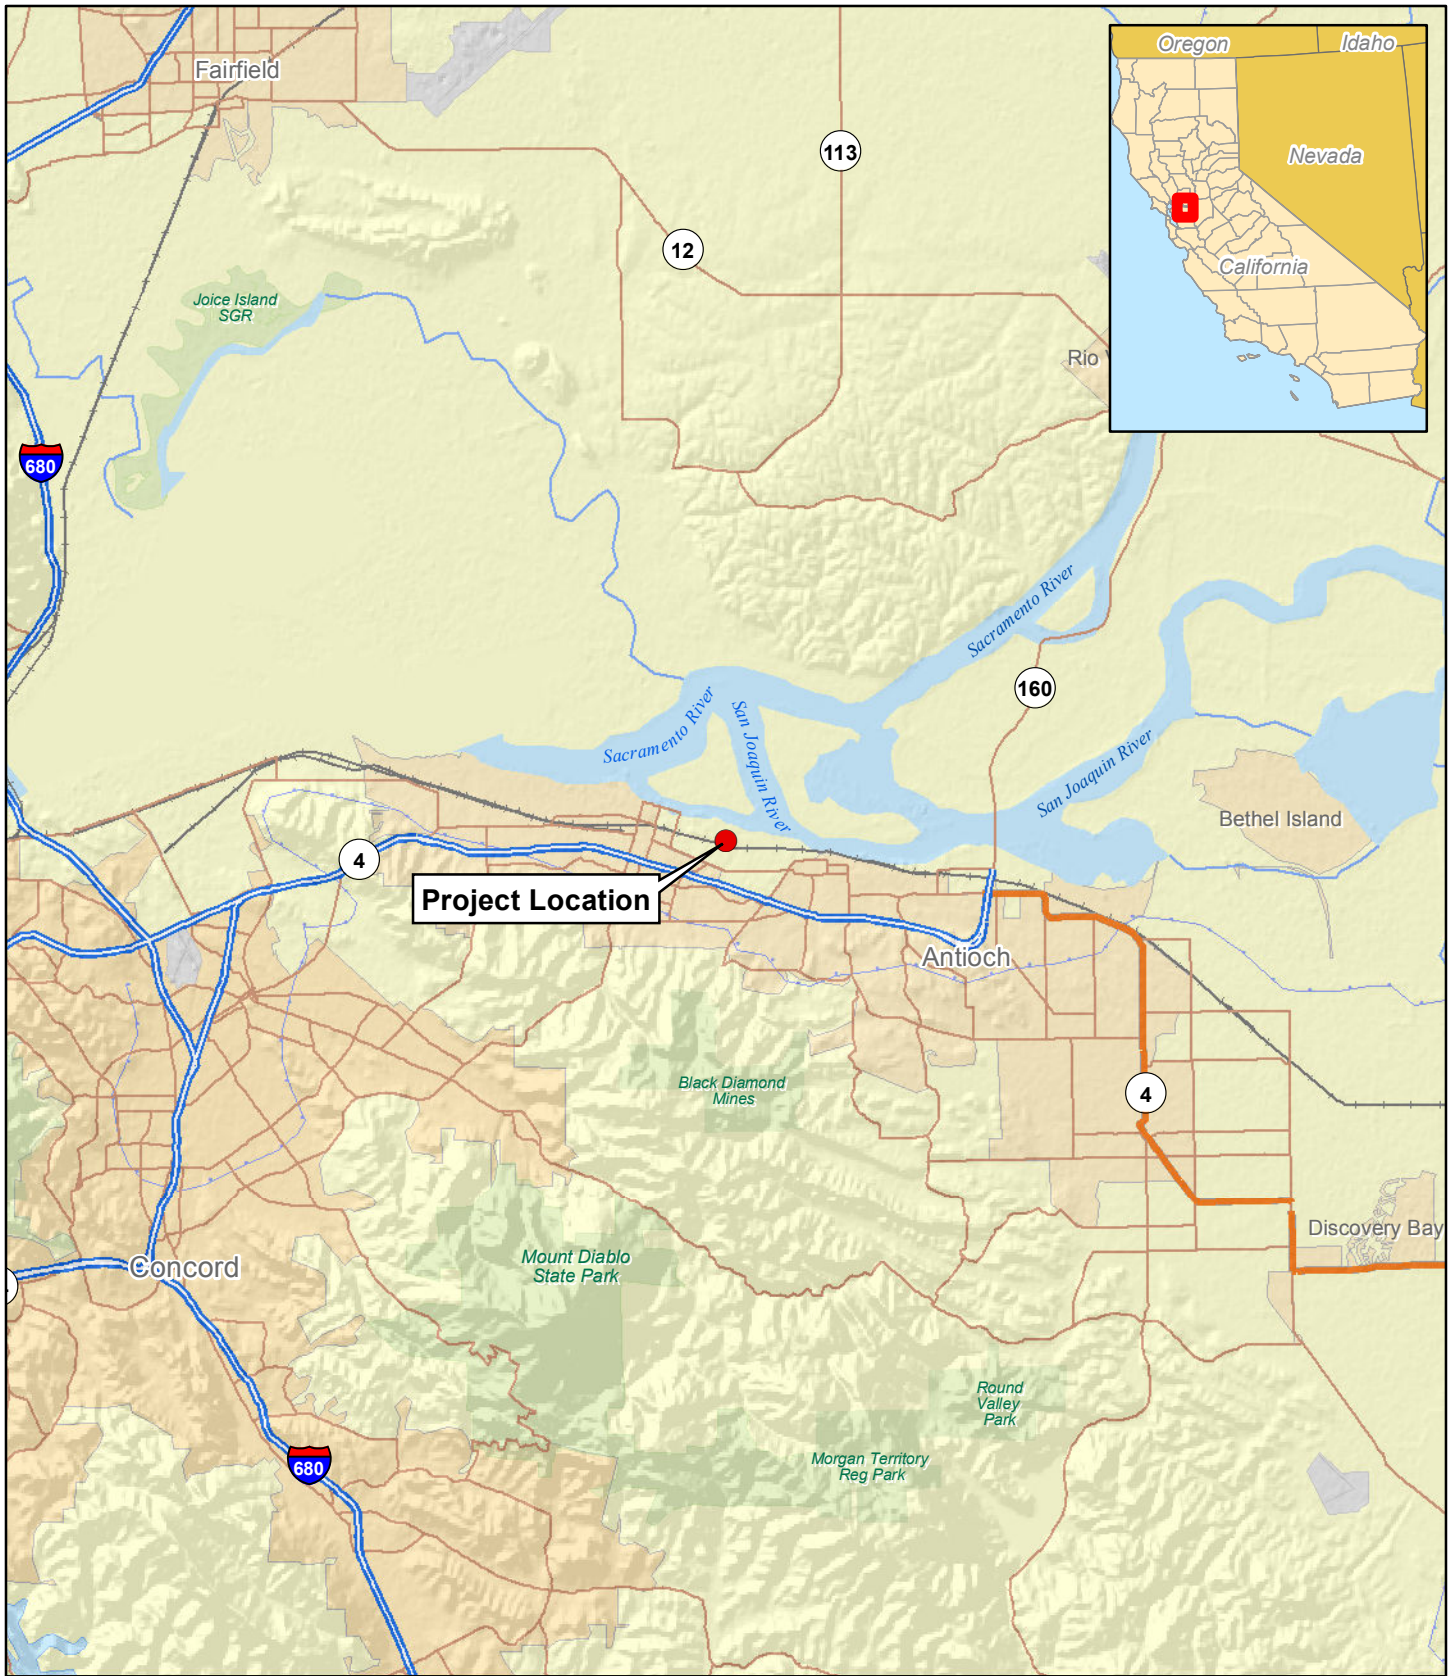 Fairfield
Oregon
Idaho
Nevada
California
113
12
Joice Island
SGR
Rio
680
Sacramento River
160
Sacramento River
San Joaquin River
San Joaquin River
Bethel Island
4
Project Location
Antioch
Black Diamond
Mines
4
Discovery Bay
Mount Diablo
State Park
Concord
Round
Valley
Park
Morgan Territory
Reg Park
680